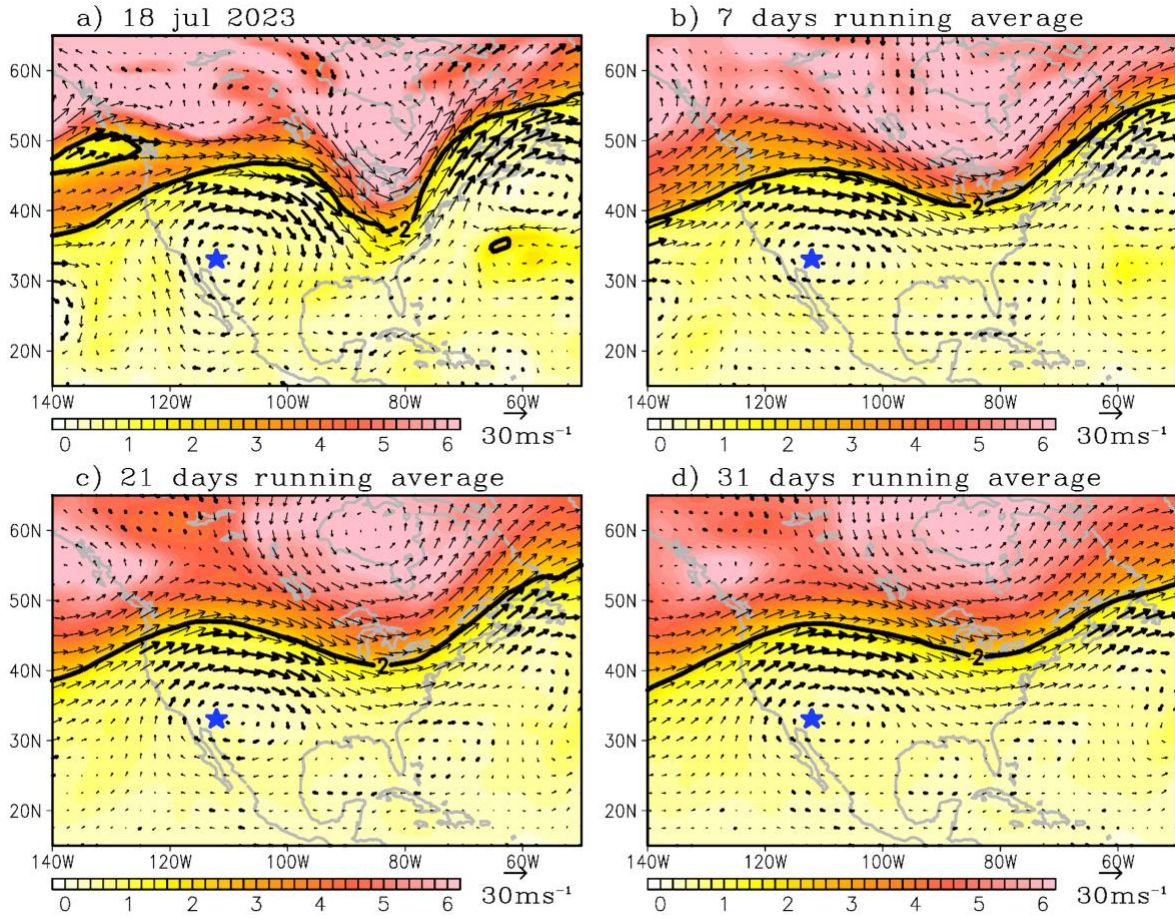 a) 18 jul 2023
60N
50N
40N
30N
20N
2
140W 120W 100W 80W 60W
0 1 2 3 4 5 6 30ms⁻¹
b) 7 days running average
60N
50N
40N
30N
20N
2
140W 120W 100W 80W 60W
0 1 2 3 4 5 6 30ms⁻¹
c) 21 days running average
60N
50N
40N
30N
20N
2
140W 120W 100W 80W 60W
0 1 2 3 4 5 6 30ms⁻¹
d) 31 days running average
60N
50N
40N
30N
20N
2
140W 120W 100W 80W 60W
0 1 2 3 4 5 6 30ms⁻¹